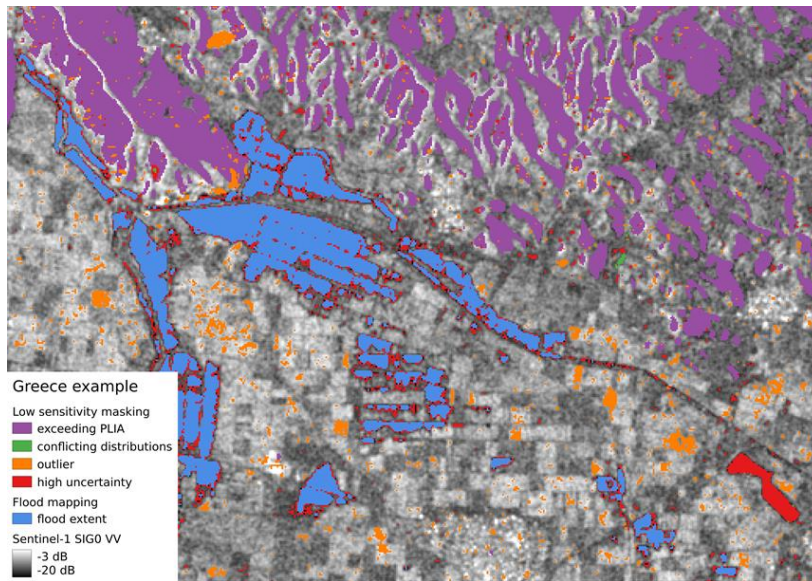 Greece example
Low sensitivity masking
exceeding PLIA
conflicting distributions
outlier
high uncertainty
Flood mapping
flood extent
Sentinel-1 SIG0 VV
-3 dB
-20 dB